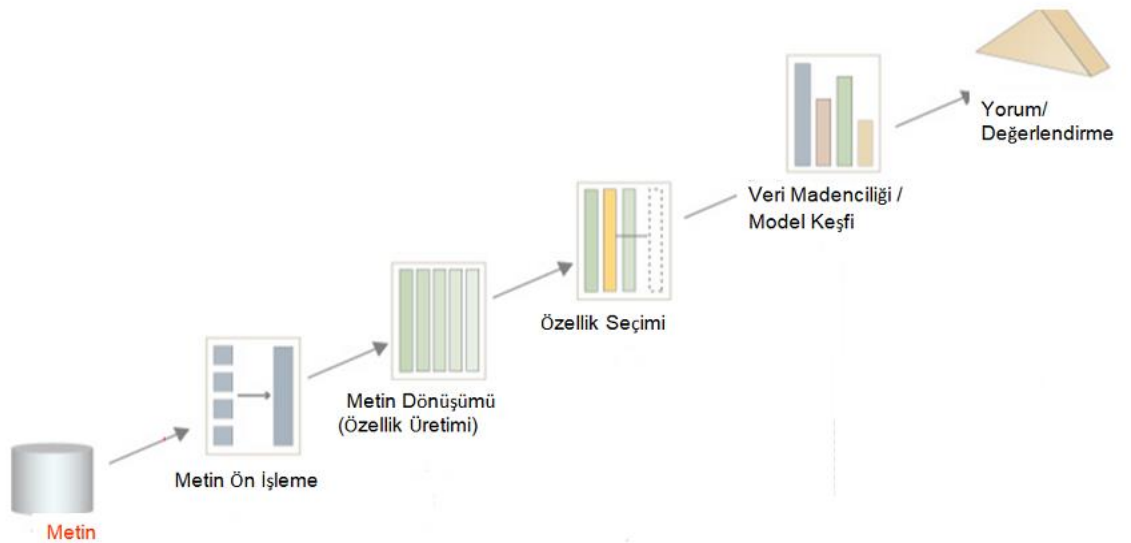 Metin
Metin Ön İşleme
Metin Dönüşümü
(Özellik Üretimi)
Özellik Seçimi
Veri Madenciliği /
Model Keşfi
Yorum/
Değerlendirme